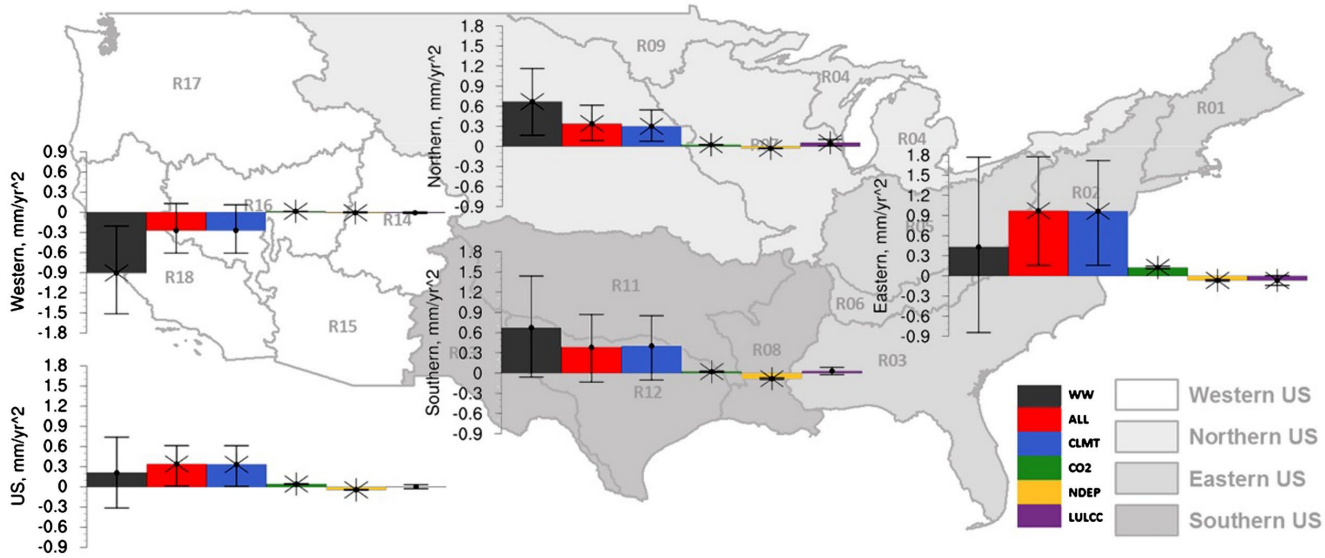 R17
R16
R14
R18
R15
R09
R04
R04
R01
R02
R05
R06
R11
R08
R03
R12
Northern, mm/yr^2
1.8
1.5
1.2
0.9
0.6
0.3
0
-0.3
-0.6
-0.9
Western, mm/yr^2
0.9
0.6
0.3
0
-0.3
-0.6
-0.9
-1.2
-1.5
-1.8
Eastern, mm/yr^2
1.8
1.5
1.2
0.9
0.6
0.3
0
-0.3
-0.6
-0.9
Southern, mm/yr^2
1.8
1.5
1.2
0.9
0.6
0.3
0
-0.3
-0.6
-0.9
US, mm/yr^2
1.8
1.5
1.2
0.9
0.6
0.3
0
-0.3
-0.6
-0.9
WW
ALL
CLMT
CO2
NDEP
LULCC
Western US
Northern US
Eastern US
Southern US